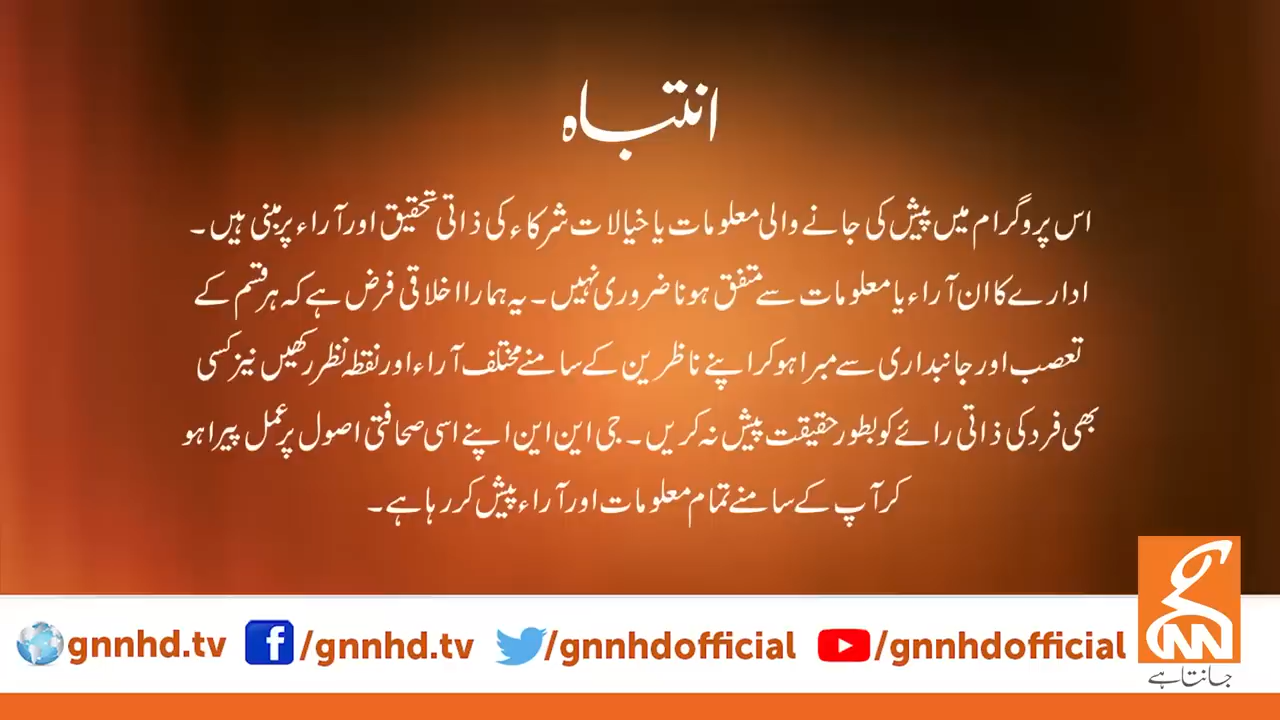 انتباہ
اس پروگرام میں پیش کی جانے والی معلومات یا خیالات شرکاء کی ذاتی تحقیق اور آراء پر مبنی ہیں۔
ادارے کا ان آراء یا معلومات سے متفق ہونا ضروری نہیں۔ یہ ہمارا اخلاقی فرض ہے کہ ہر قسم کے
تعصب اور جانبداری سے مبرا ہو کر اپنے ناظرین کے سامنے مختلف آراء اور نقطہ نظر رکھیں نیز کسی
بھی فرد کی ذاتی رائے کو بطور حقیقت پیش نہ کریں۔ جی این این اپنے اسی صحافتی اصول پر عمل پیرا ہو
کر آپ کے سامنے تمام معلومات اور آراء پیش کر رہا ہے۔
gnnhd.tv /gnnhd.tv /gnnhdofficial /gnnhdofficial
GNN
جانتا ہے